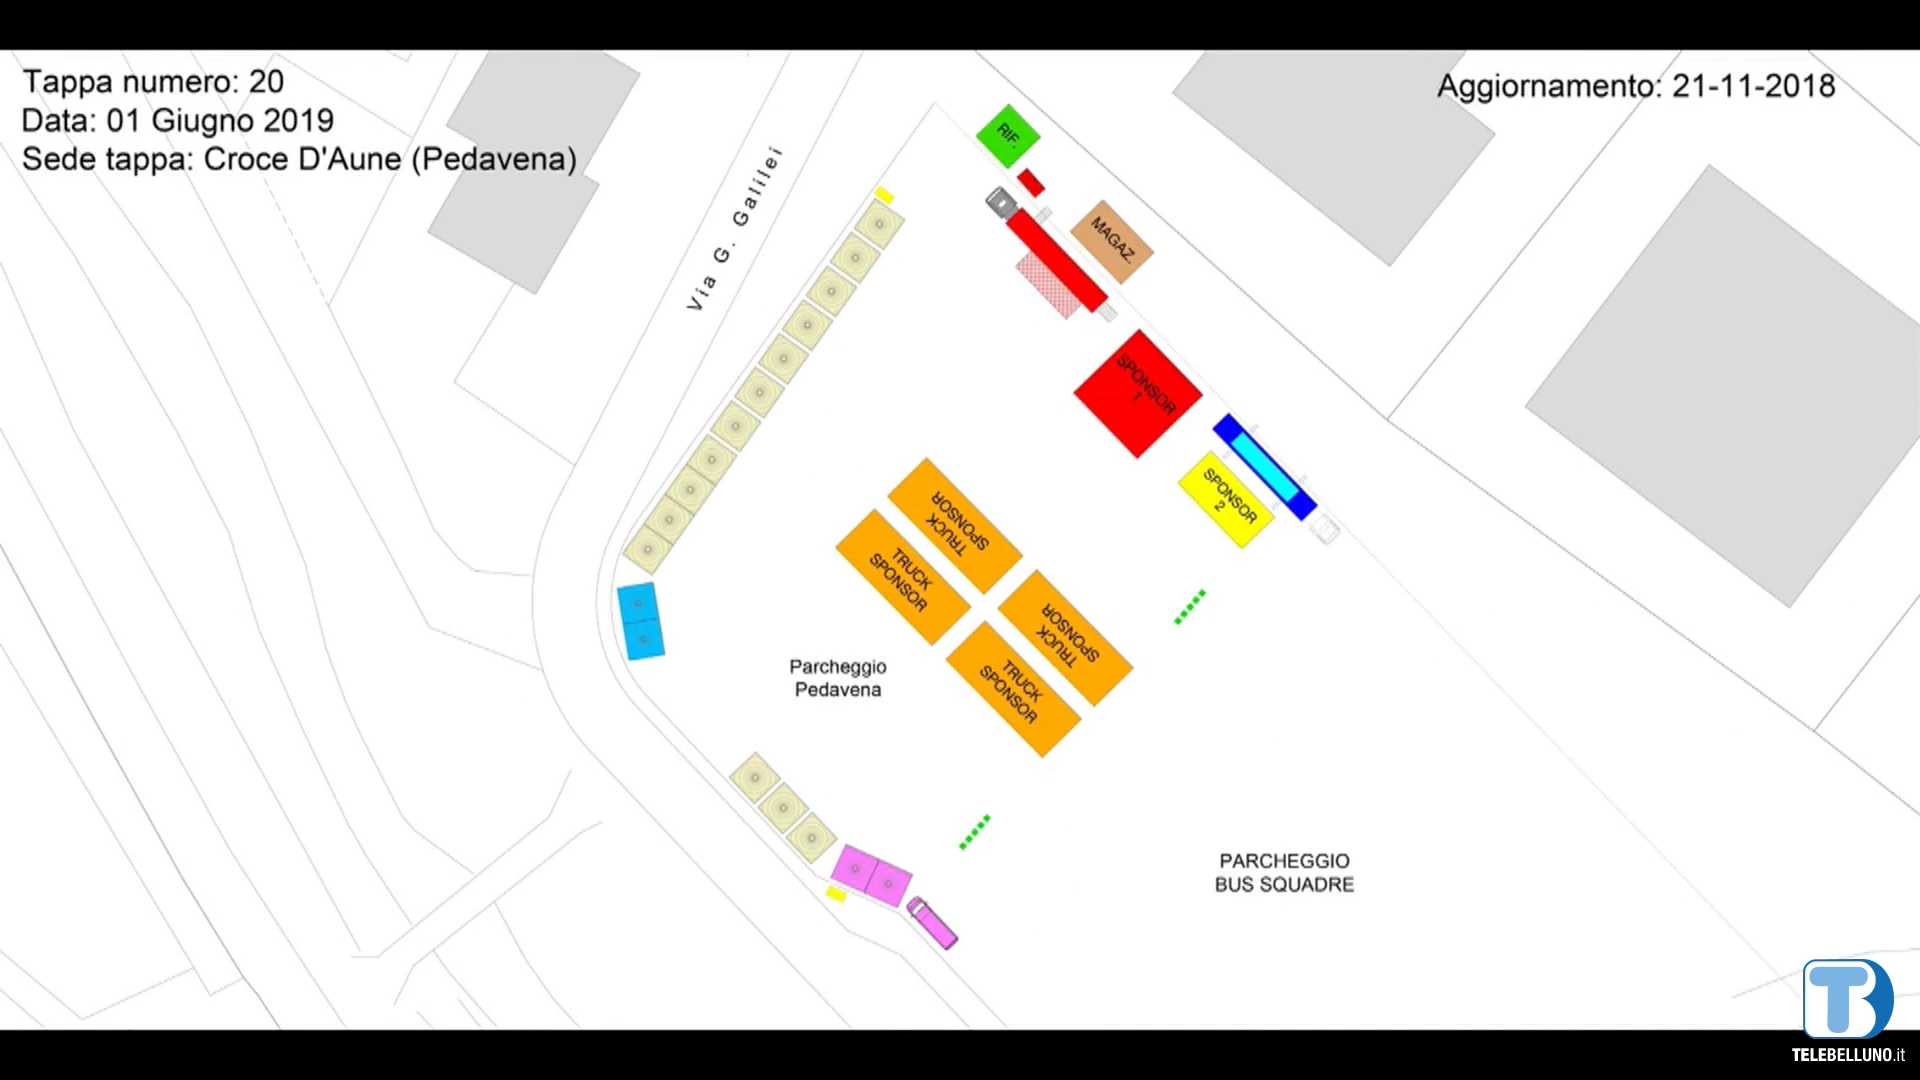 Tappa numero: 20
Data: 01 Giugno 2019
Sede tappa: Croce D'Aune (Pedavena)
Aggiornamento: 21-11-2018
Via G. Galilei
RIF.
MAGAZ.
SPONSOR
1
SPONSOR
2
TRUCK
SPONSOR
TRUCK
SPONSOR
TRUCK
SPONSOR
TRUCK
SPONSOR
Parcheggio
Pedavena
PARCHEGGIO
BUS SQUADRE
TB
TELEBELLUNO.it